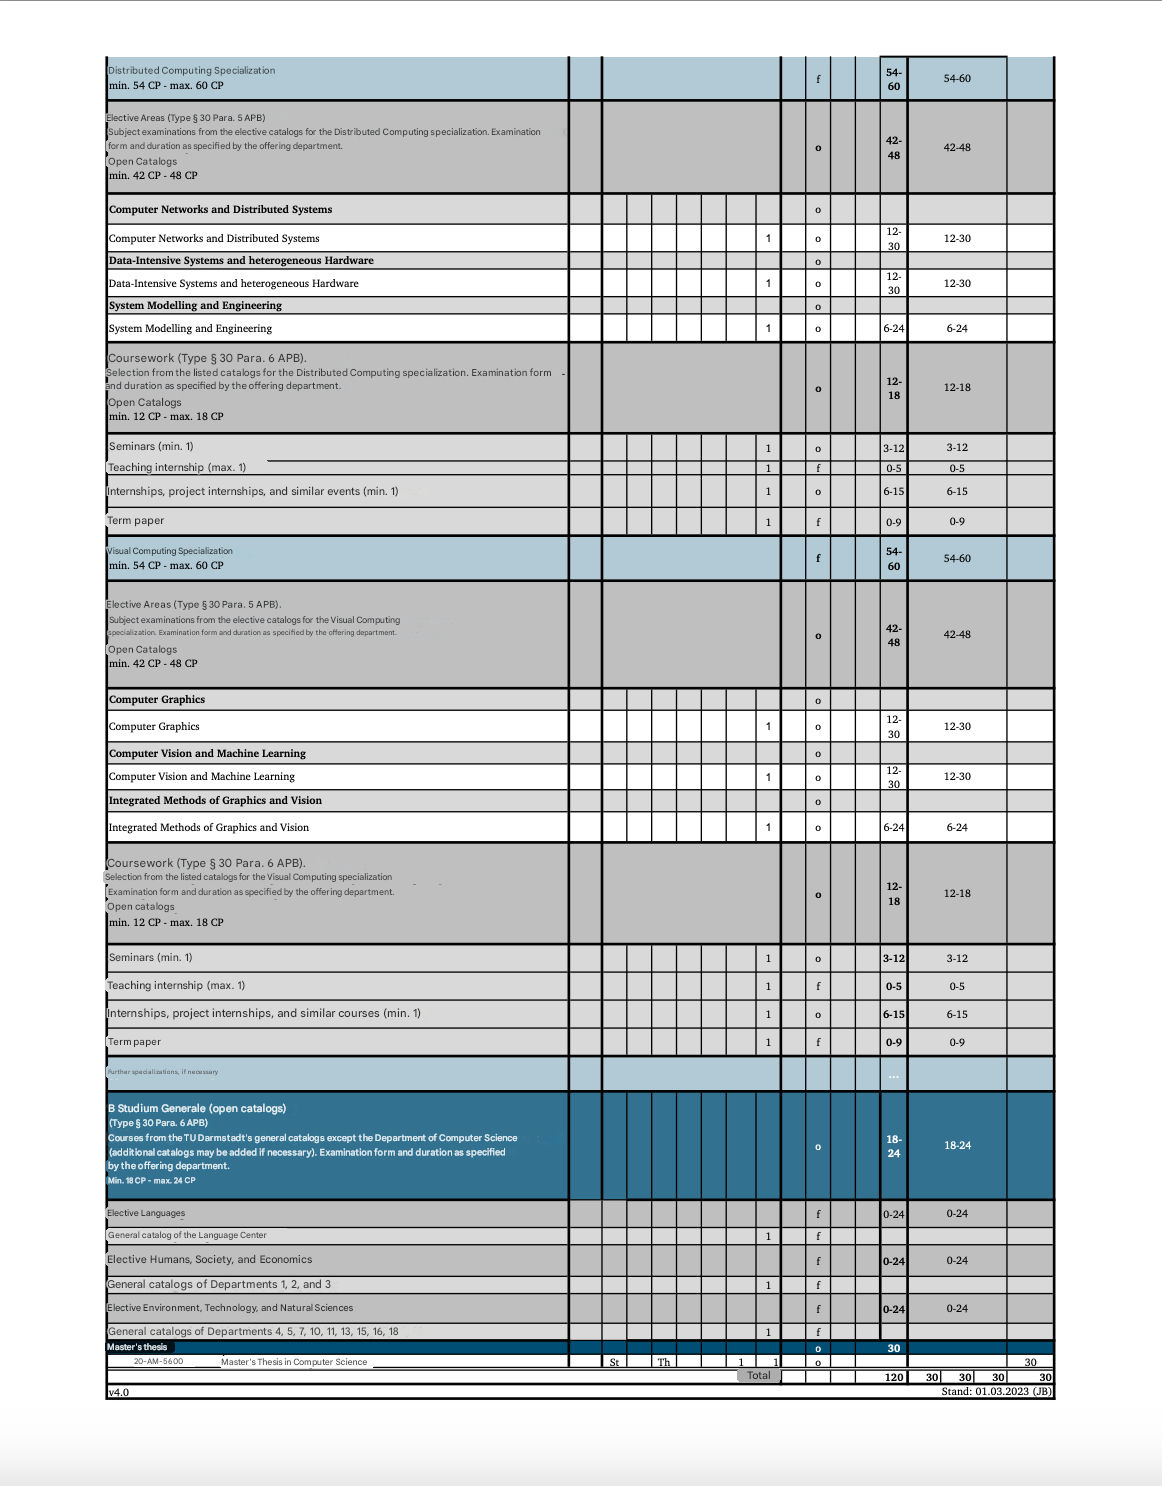 Distributed Computing Specialization
min. 54 CP - max. 60 CP f 54-60 54-60
Elective Areas (Type § 30 Para. 5 APB)
Subject examinations from the elective catalogs for the Distributed Computing specialization. Examination
form and duration as specified by the offering department.
Open Catalogs
min. 42 CP - 48 CP o 42-48 42-48
Computer Networks and Distributed Systems o
Computer Networks and Distributed Systems 1 o 12-30 12-30
Data-Intensive Systems and heterogeneous Hardware o
Data-Intensive Systems and heterogeneous Hardware 1 o 12-30 12-30
System Modelling and Engineering o
System Modelling and Engineering 1 o 6-24 6-24
Coursework (Type § 30 Para. 6 APB).
Selection from the listed catalogs for the Distributed Computing specialization. Examination form
and duration as specified by the offering department.
Open Catalogs
min. 12 CP - max. 18 CP o 12-18 12-18
Seminars (min. 1) 1 o 3-12 3-12
Teaching internship (max. 1) 1 f 0-5 0-5
Internships, project internships, and similar events (min. 1) 1 o 6-15 6-15
Term paper 1 f 0-9 0-9
Visual Computing Specialization
min. 54 CP - max. 60 CP f 54-60 54-60
Elective Areas (Type § 30 Para. 5 APB).
Subject examinations from the elective catalogs for the Visual Computing
specialization. Examination form and duration as specified by the offering department.
Open Catalogs
min. 42 CP - 48 CP o 42-48 42-48
Computer Graphics o
Computer Graphics 1 o 12-30 12-30
Computer Vision and Machine Learning o
Computer Vision and Machine Learning 1 o 12-30 12-30
Integrated Methods of Graphics and Vision o
Integrated Methods of Graphics and Vision 1 o 6-24 6-24
Coursework (Type § 30 Para. 6 APB).
Selection from the listed catalogs for the Visual Computing specialization
Examination form and duration as specified by the offering department.
Open catalogs
min. 12 CP - max. 18 CP o 12-18 12-18
Seminars (min. 1) 1 o 3-12 3-12
Teaching internship (max. 1) 1 f 0-5 0-5
Internships, project internships, and similar courses (min. 1) 1 o 6-15 6-15
Term paper 1 f 0-9 0-9
Further specializations, if necessary ...
B Studium Generale (open catalogs)
(Type § 30 Para. 6 APB)
Courses from the TU Darmstadt's general catalogs except the Department of Computer Science
(additional catalogs may be added if necessary). Examination form and duration as specified
by the offering department.
Min. 18 CP - max. 24 CP o 18-24 18-24
Elective Languages f 0-24 0-24
General catalog of the Language Center 1 f
Elective Humans, Society, and Economics f 0-24 0-24
General catalogs of Departments 1, 2, and 3 1 f
Elective Environment, Technology, and Natural Sciences f 0-24 0-24
General catalogs of Departments 4, 5, 7, 10, 11, 13, 15, 16, 18 1 f
Master's thesis o 30
20-AM-5600 Master's Thesis in Computer Science St Th 1 1 o 30
Total 120 30 30 30 30
v4.0 Stand: 01.03.2023 (JB)